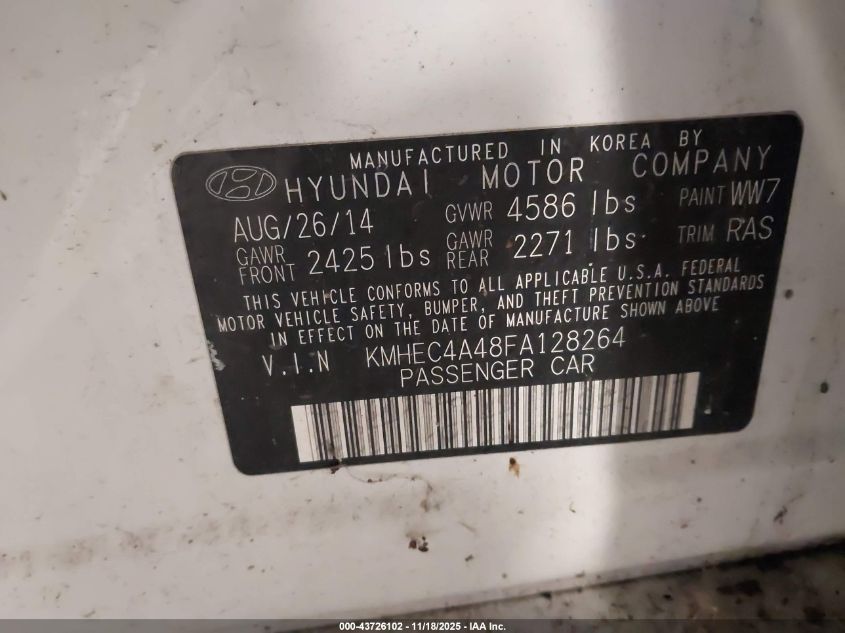 MANUFACTURED IN KOREA BY
HYUNDAI MOTOR COMPANY
AUG/26/14 GVWR 4586 lbs PAINT WW7
GAWR FRONT 2425 lbs GAWR REAR 2271 lbs TRIM RAS
THIS VEHICLE CONFORMS TO ALL APPLICABLE U.S.A. FEDERAL
MOTOR VEHICLE SAFETY, BUMPER, AND THEFT PREVENTION STANDARDS
IN EFFECT ON THE DATE OF MANUFACTURE SHOWN ABOVE
V.I.N KMHEC4A48FA128264
PASSENGER CAR
000-43726102 - 11/18/2025 - IAA Inc.